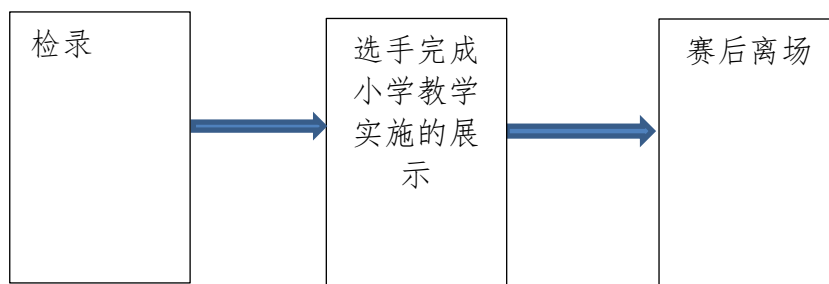 检录
选手完成
小学教学
实施的展
示
赛后离场